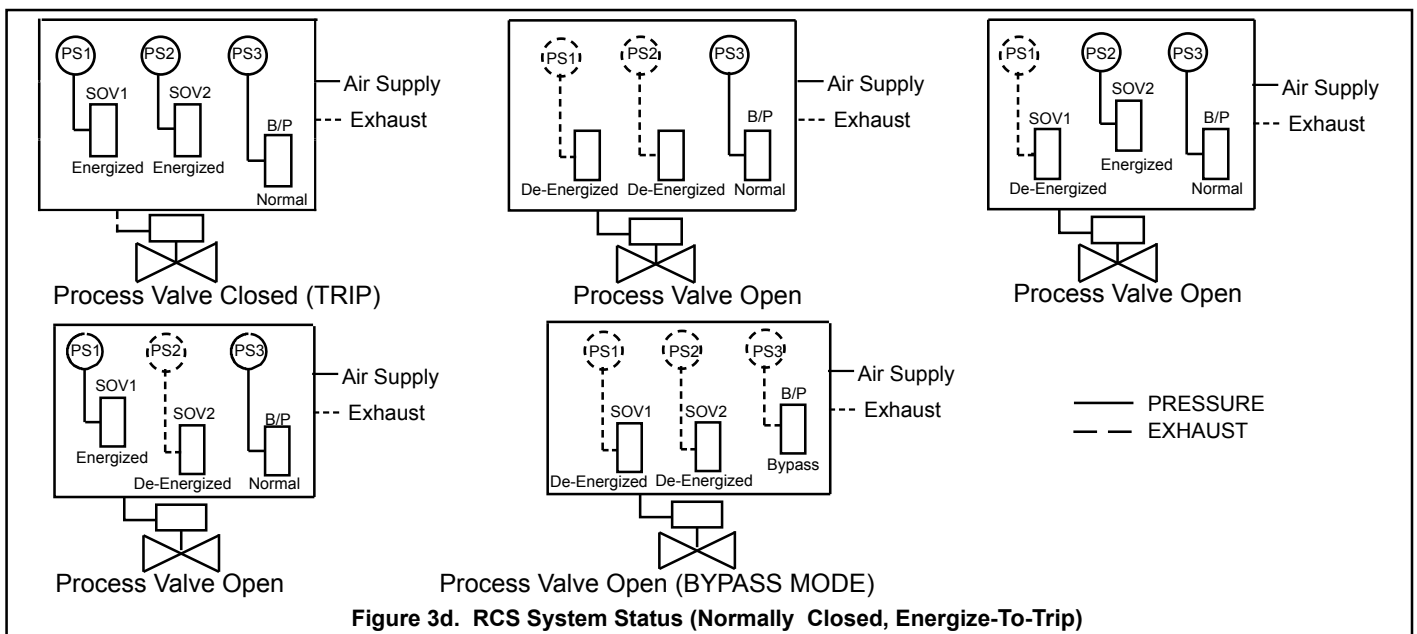 PS1 PS2 PS3
SOV1 SOV2 B/P
Energized Energized Normal
Air Supply
Exhaust
Process Valve Closed (TRIP)
PS1 PS2 PS3
B/P
De-Energized De-Energized Normal
Air Supply
Exhaust
Process Valve Open
PS1 PS2 PS3
SOV1 SOV2 B/P
De-Energized Energized Normal
Air Supply
Exhaust
Process Valve Open
PS1 PS2 PS3
SOV1 SOV2 B/P
Energized De-Energized Normal
Air Supply
Exhaust
Process Valve Open
PS1 PS2 PS3
SOV1 SOV2 B/P
De-Energized De-Energized Bypass
Air Supply
Exhaust
Process Valve Open (BYPASS MODE)
PRESSURE
EXHAUST
Figure 3d. RCS System Status (Normally Closed, Energize-To-Trip)